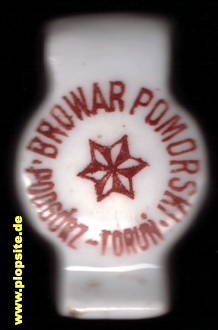 „BROWAR POMORSKI"
PODGÓRZ - TORUŃ
www.plopsite.de